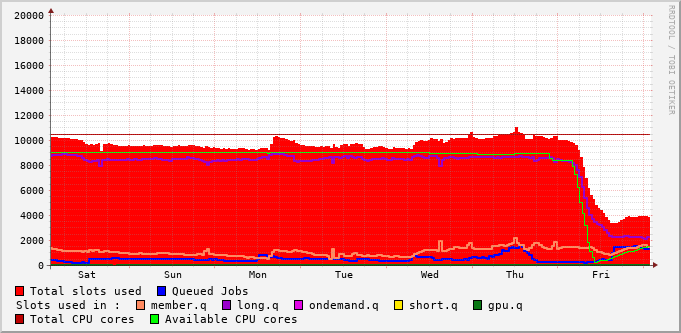 20000
18000
16000
14000
12000
10000
8000
6000
4000
2000
0
Sat Sun Mon Tue Wed Thu Fri
RRDTOOL / TOBI OETIKER
Total slots used Queued Jobs
Slots used in : member.q long.q ondemand.q short.q gpu.q
Total CPU cores Available CPU cores